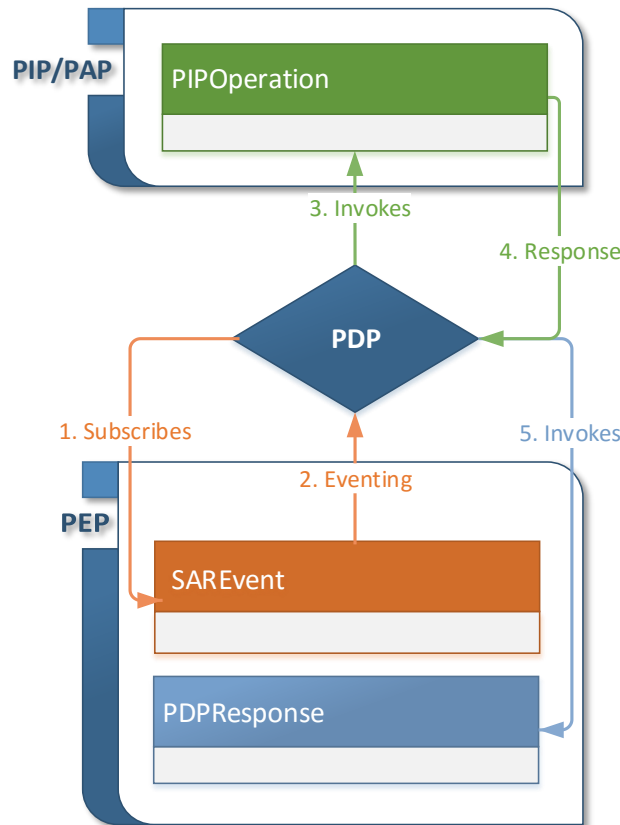 PIP/PAP
PIPOperation
3. Invokes
4. Response
PDP
1. Subscribes
5. Invokes
2. Eventing
PEP
SAREvent
PDPResponse